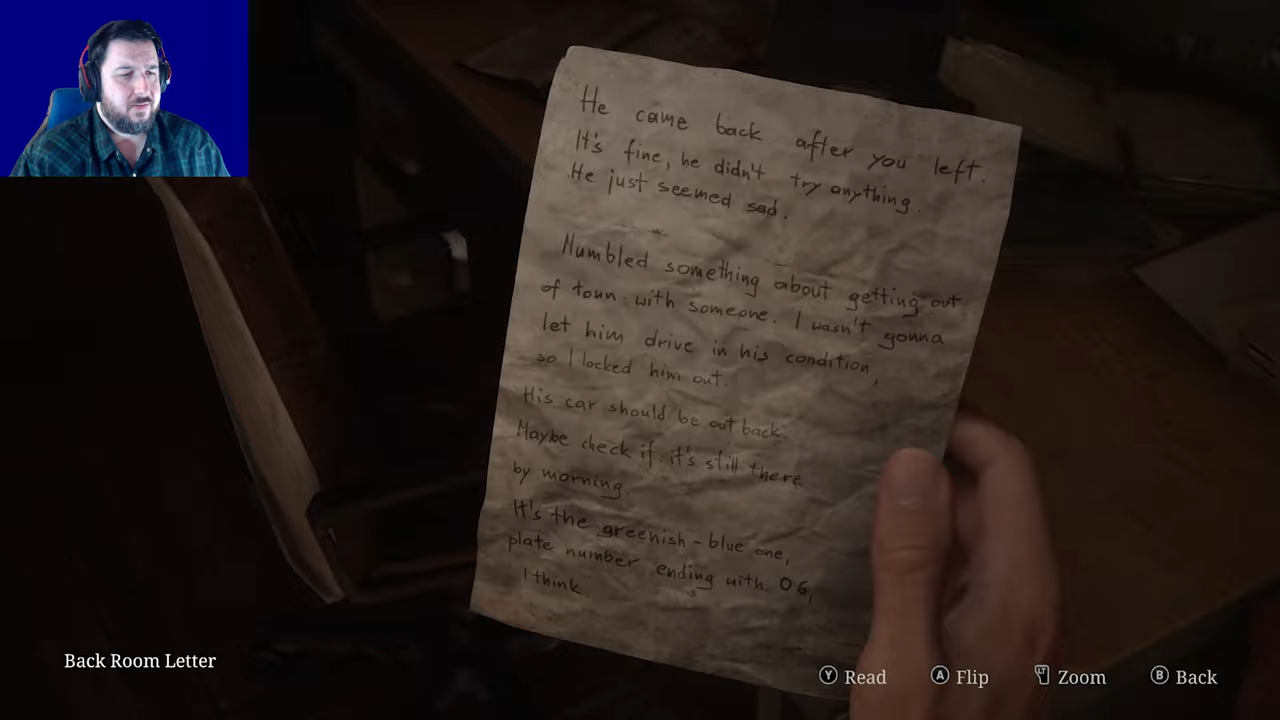 He came back after you left.
It's fine, he didn't try anything.
He just seemed sad.
Mumbled something about getting out
of town with someone. I wasn't gonna
let him drive in his condition,
so I locked him out.
His car should be out back.
Maybe check if it's still there
by morning.
It's the greenish-blue one,
plate number ending with 06,
I think.
Back Room Letter
Y Read
A Flip
LT Zoom
B Back